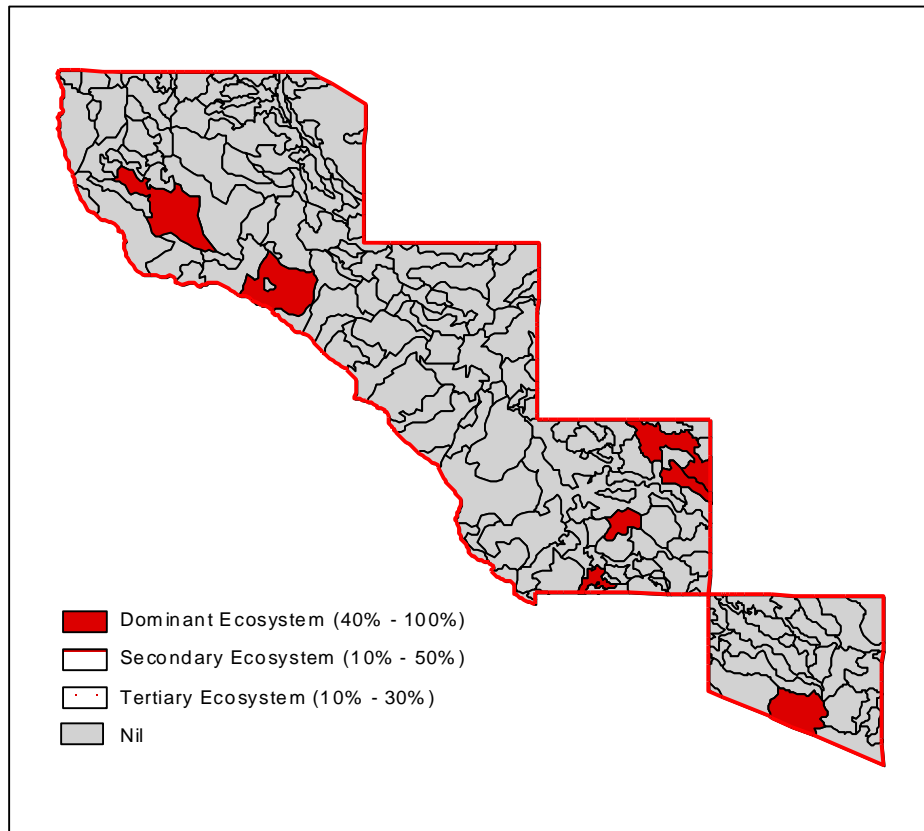 Dominant Ecosystem (40% - 100%)
Secondary Ecosystem (10% - 50%)
Tertiary Ecosystem (10% - 30%)
Nil